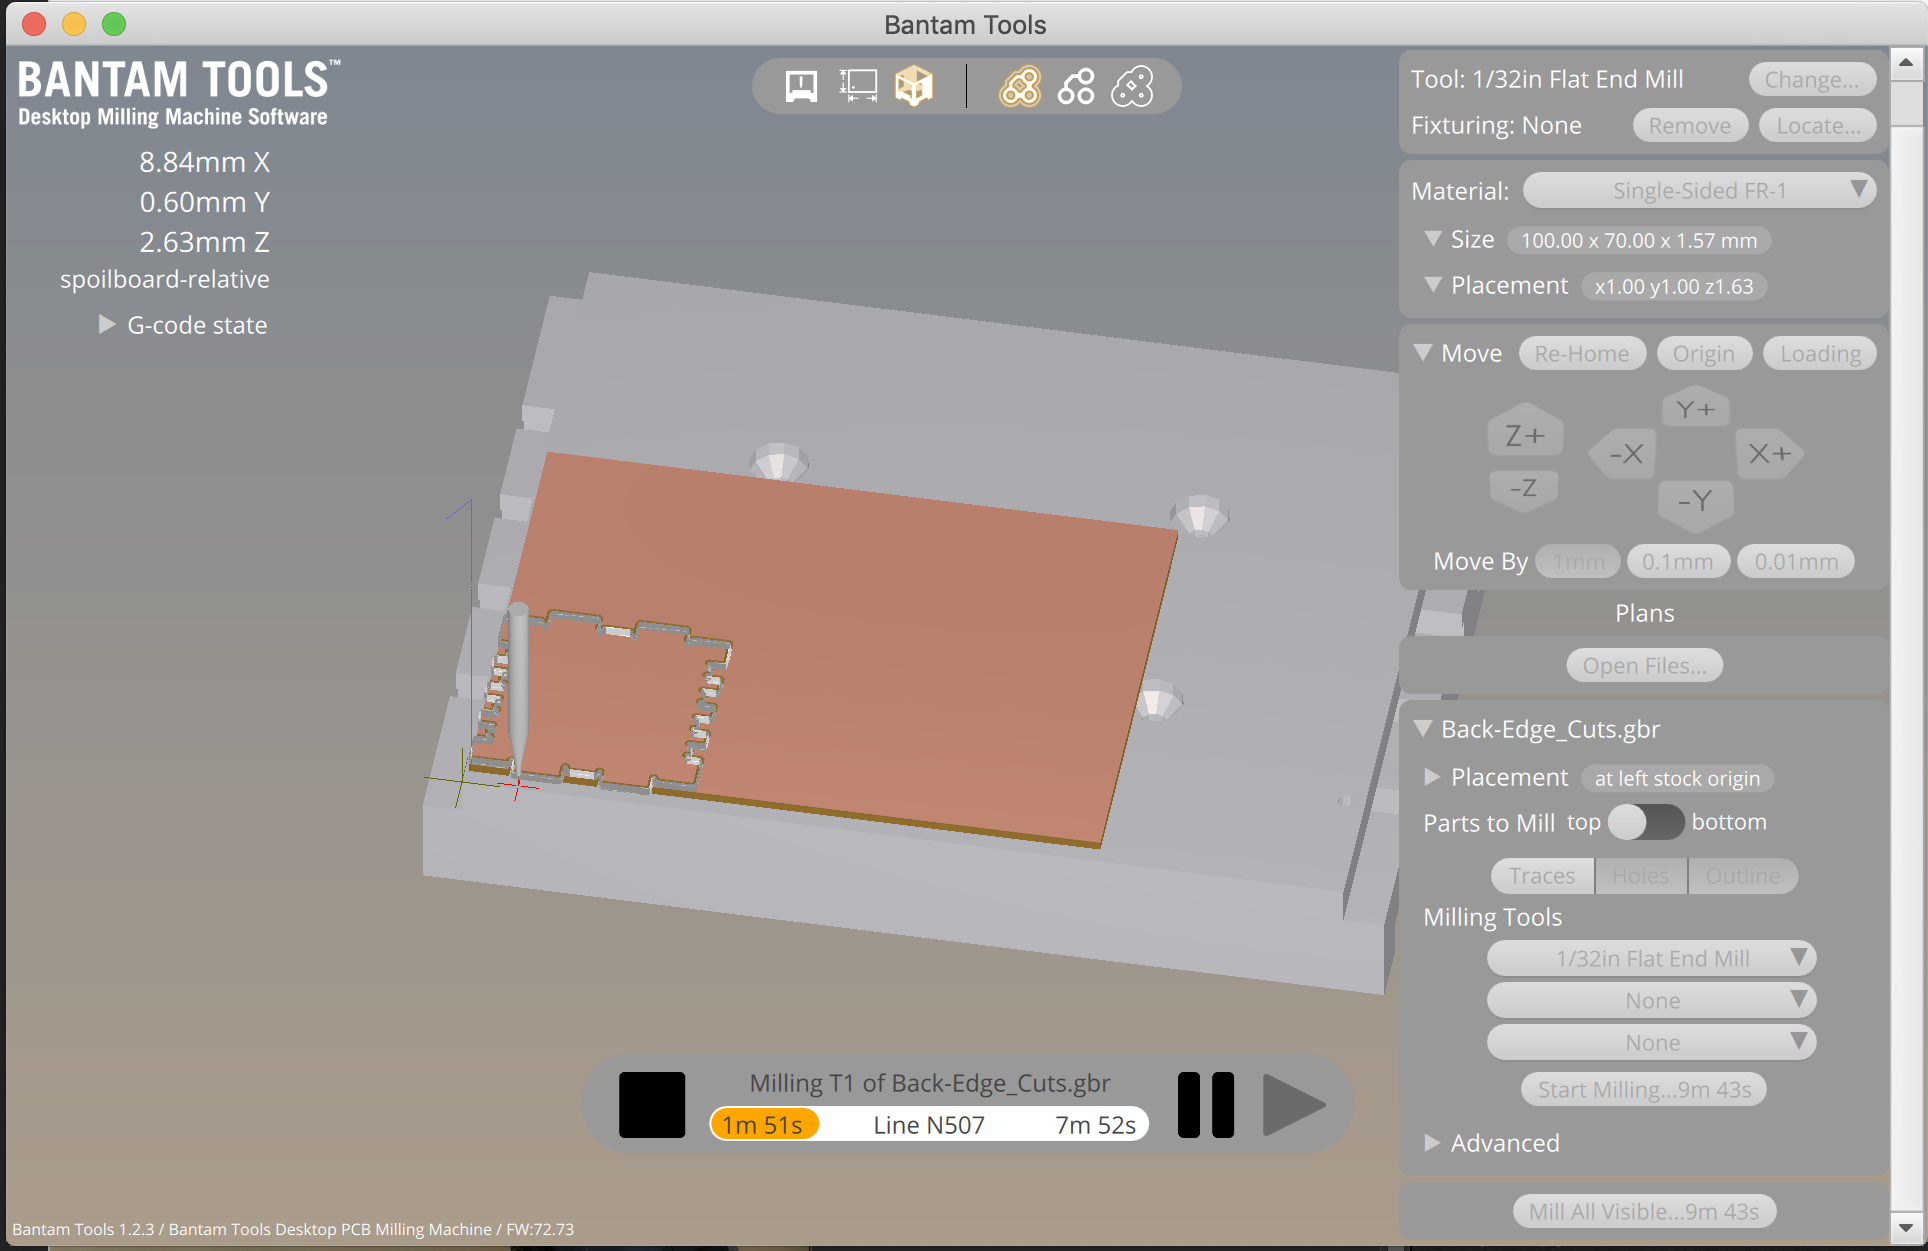 Bantam Tools
BANTAM TOOLS™
Desktop Milling Machine Software
8.84mm X
0.60mm Y
2.63mm Z
spoilboard-relative
G-code state
Tool: 1/32in Flat End Mill
Change...
Fixturing: None
Remove
Locate...
Material:
Single-Sided FR-1
Size
100.00 x 70.00 x 1.57 mm
Placement
x1.00 y1.00 z1.63
Move
Re-Home
Origin
Loading
Z+
Y+
-X
X+
-Z
-Y
Move By
1mm
0.1mm
0.01mm
Plans
Open Files...
Back-Edge_Cuts.gbr
Placement
at left stock origin
Parts to Mill
top
bottom
Traces
Holes
Outline
Milling Tools
1/32in Flat End Mill
None
None
Start Milling...9m 43s
Advanced
Mill All Visible...9m 43s
Milling T1 of Back-Edge_Cuts.gbr
1m 51s
Line N507
7m 52s
Bantam Tools 1.2.3 / Bantam Tools Desktop PCB Milling Machine / FW:72.73